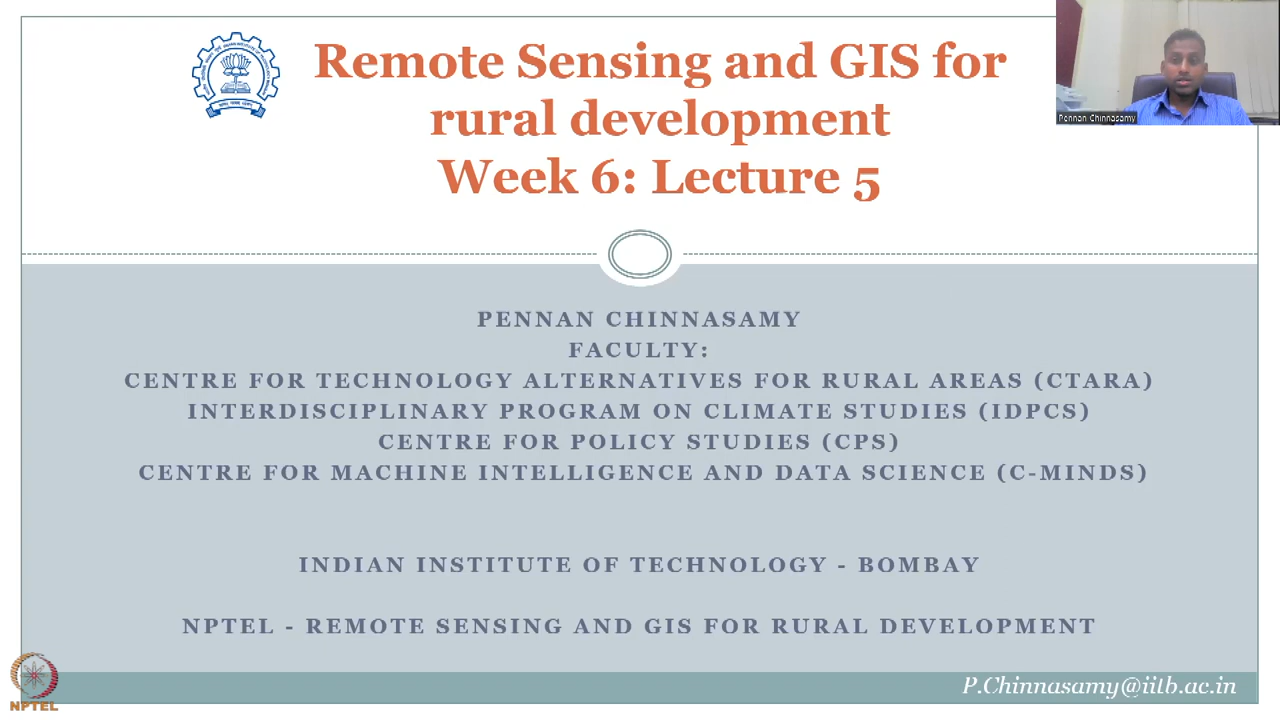 Remote Sensing and GIS for
rural development
Week 6: Lecture 5
Pennan Chinnasamy
PENNAN CHINNASAMY
FACULTY:
CENTRE FOR TECHNOLOGY ALTERNATIVES FOR RURAL AREAS (CTARA)
INTERDISCIPLINARY PROGRAM ON CLIMATE STUDIES (IDPCS)
CENTRE FOR POLICY STUDIES (CPS)
CENTRE FOR MACHINE INTELLIGENCE AND DATA SCIENCE (C-MINDS)
INDIAN INSTITUTE OF TECHNOLOGY - BOMBAY
NPTEL - REMOTE SENSING AND GIS FOR RURAL DEVELOPMENT
P.Chinnasamy@iitb.ac.in
NPTEL